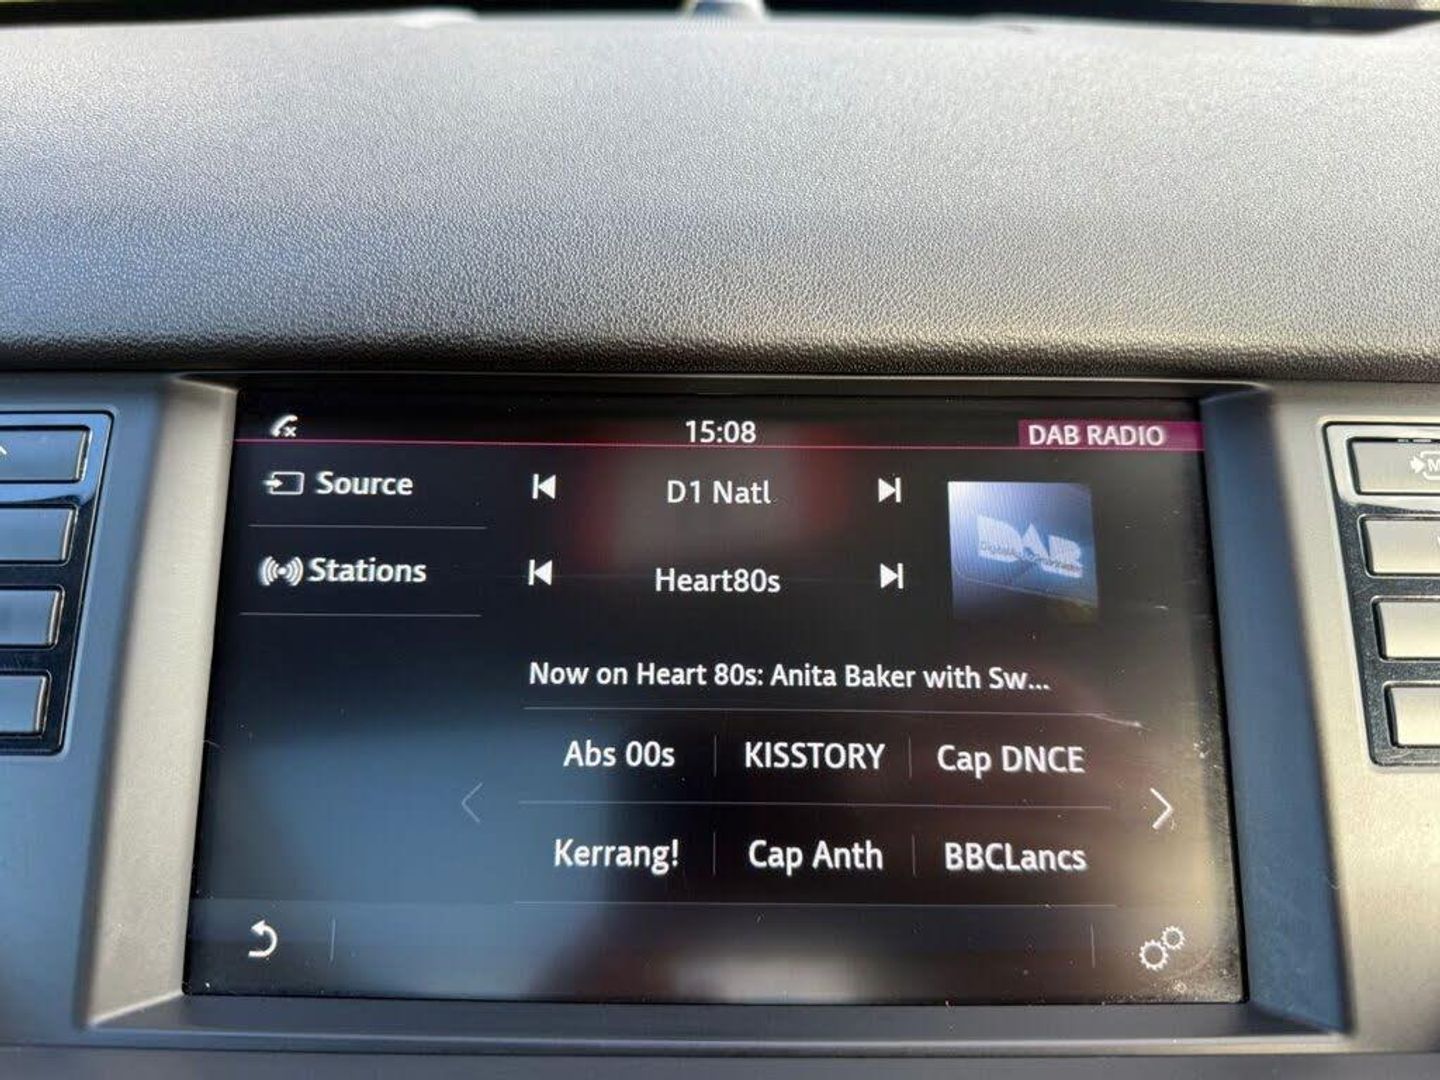 15:08
DAB RADIO
Source
D1 Natl
DAB
Stations
Heart80s
Now on Heart 80s: Anita Baker with Sw...
Abs 00s
KISSTORY
Cap DNCE
Kerrang!
Cap Anth
BBCLancs